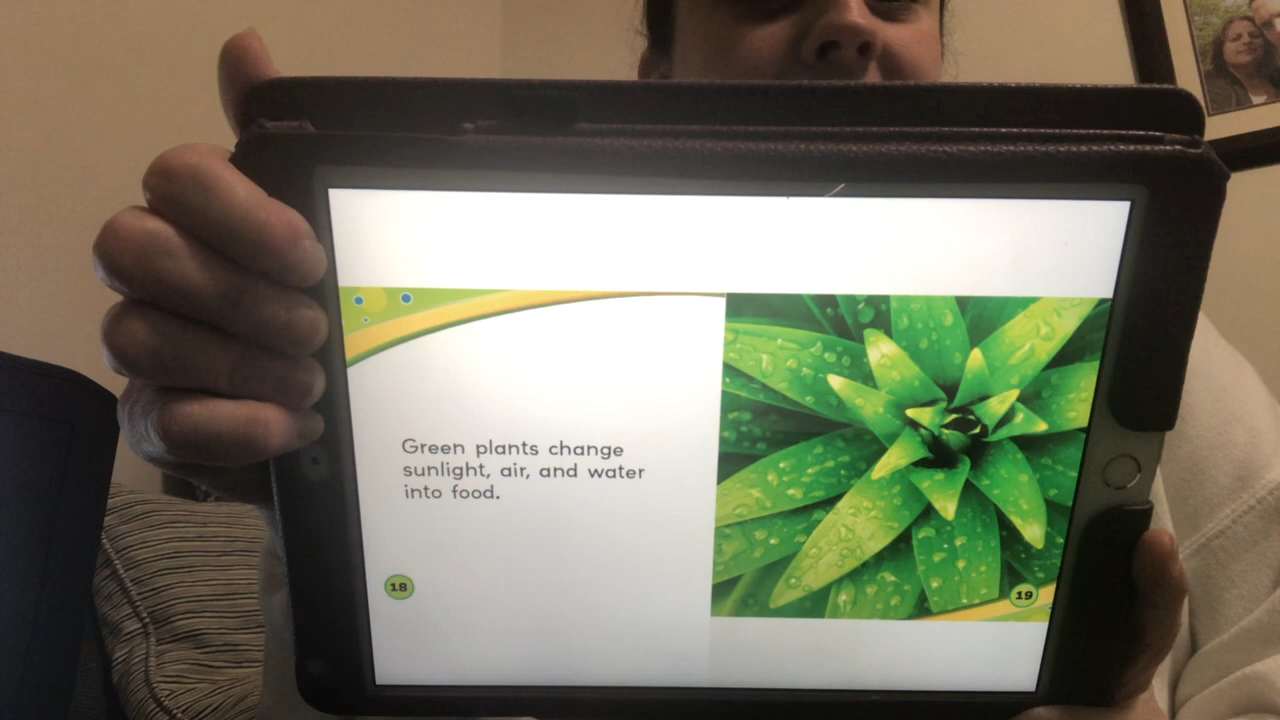 Green plants change
sunlight, air, and water
into food.
18
19